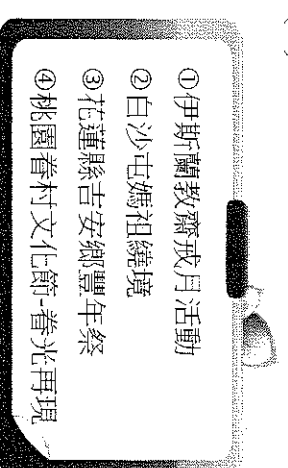 ①伊斯蘭教齋戒月活動
②白沙屯媽祖繞境
③花蓮縣吉安鄉豐年祭
④桃園眷村文化節-眷光再現